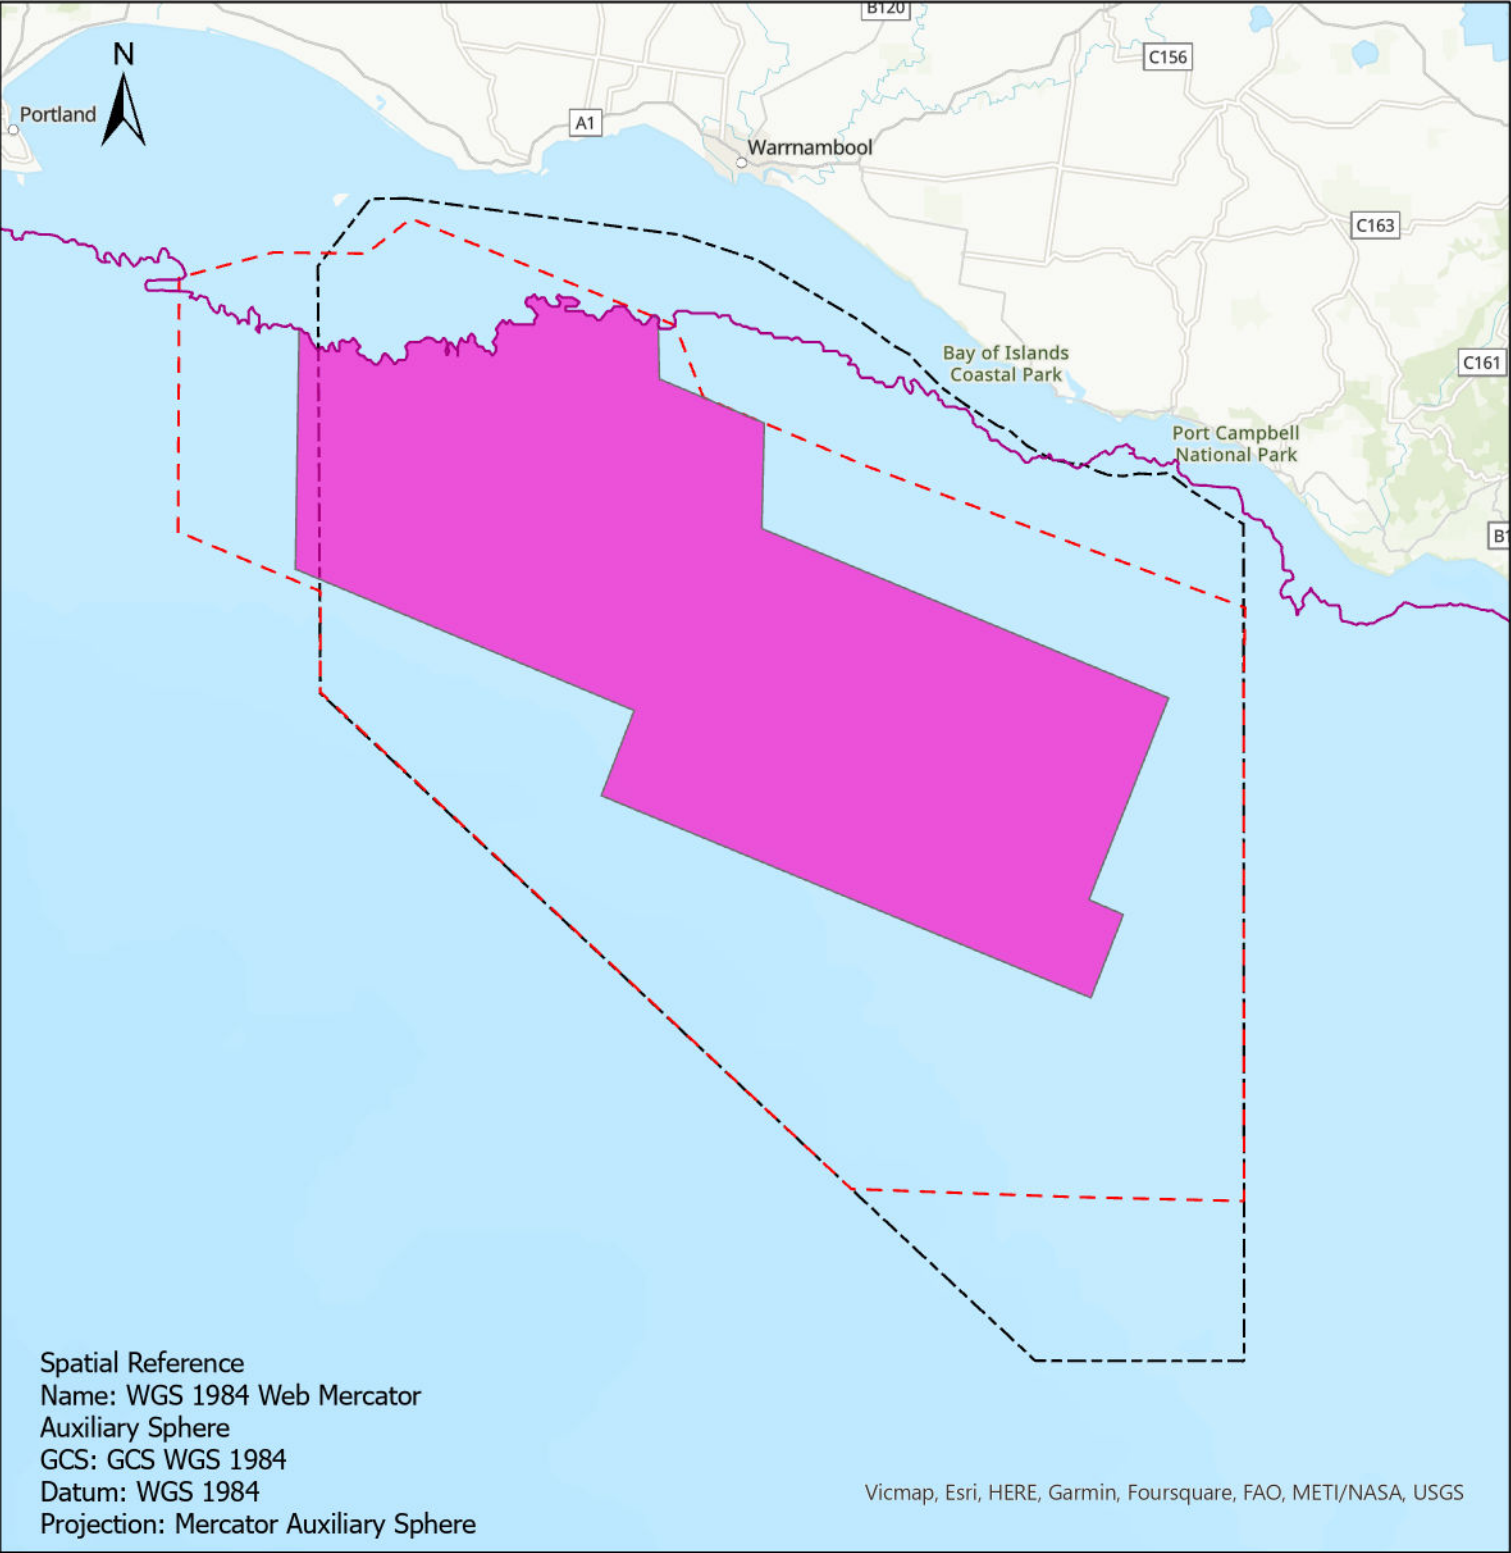 B120
C156
N
Portland
A1
Warrnambool
C163
Bay of Islands
Coastal Park
C161
Port Campbell
National Park
Spatial Reference
Name: WGS 1984 Web Mercator
Auxiliary Sphere
GCS: GCS WGS 1984
Datum: WGS 1984
Projection: Mercator Auxiliary Sphere
Vicmap, Esri, HERE, Garmin, Foursquare, FAO, METI/NASA, USGS